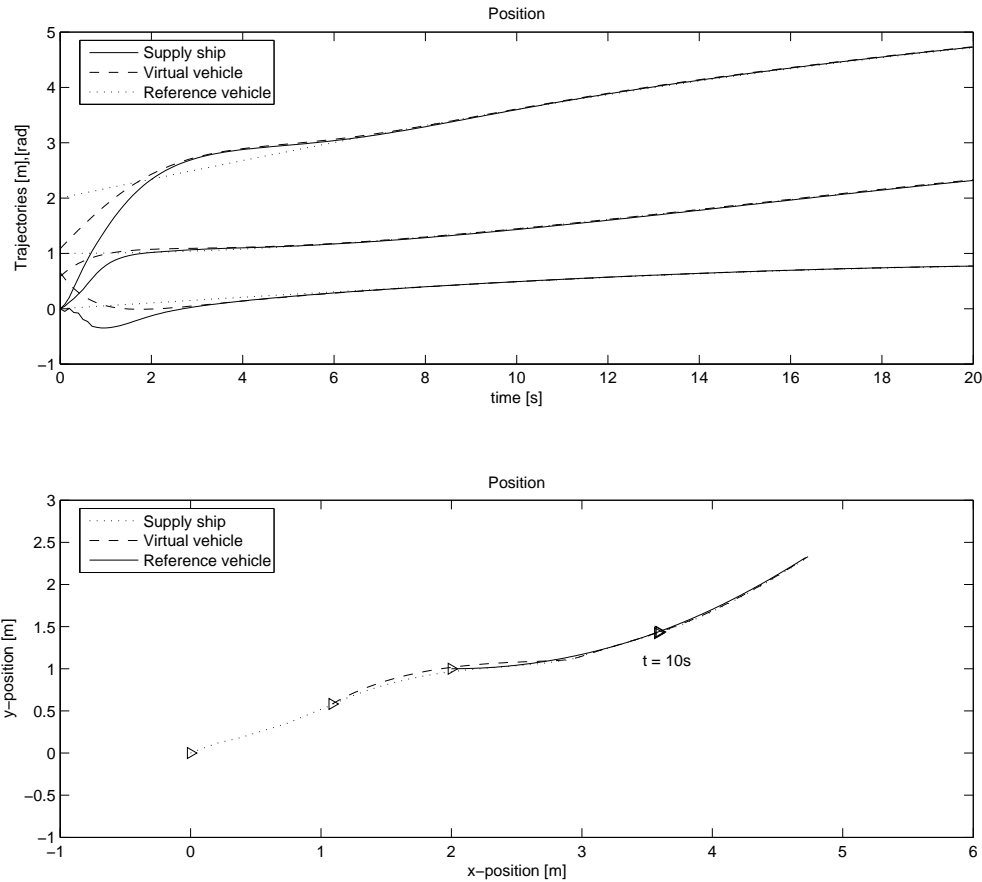 Position
Supply ship
Virtual vehicle
Reference vehicle
Trajectories [m],[rad]
5
4
3
2
1
0
−1
0 2 4 6 8 10 12 14 16 18 20
time [s]
Position
Supply ship
Virtual vehicle
Reference vehicle
y−position [m]
3
2.5
2
1.5
1
0.5
0
−0.5
−1
t = 10s
−1 0 1 2 3 4 5 6
x−position [m]